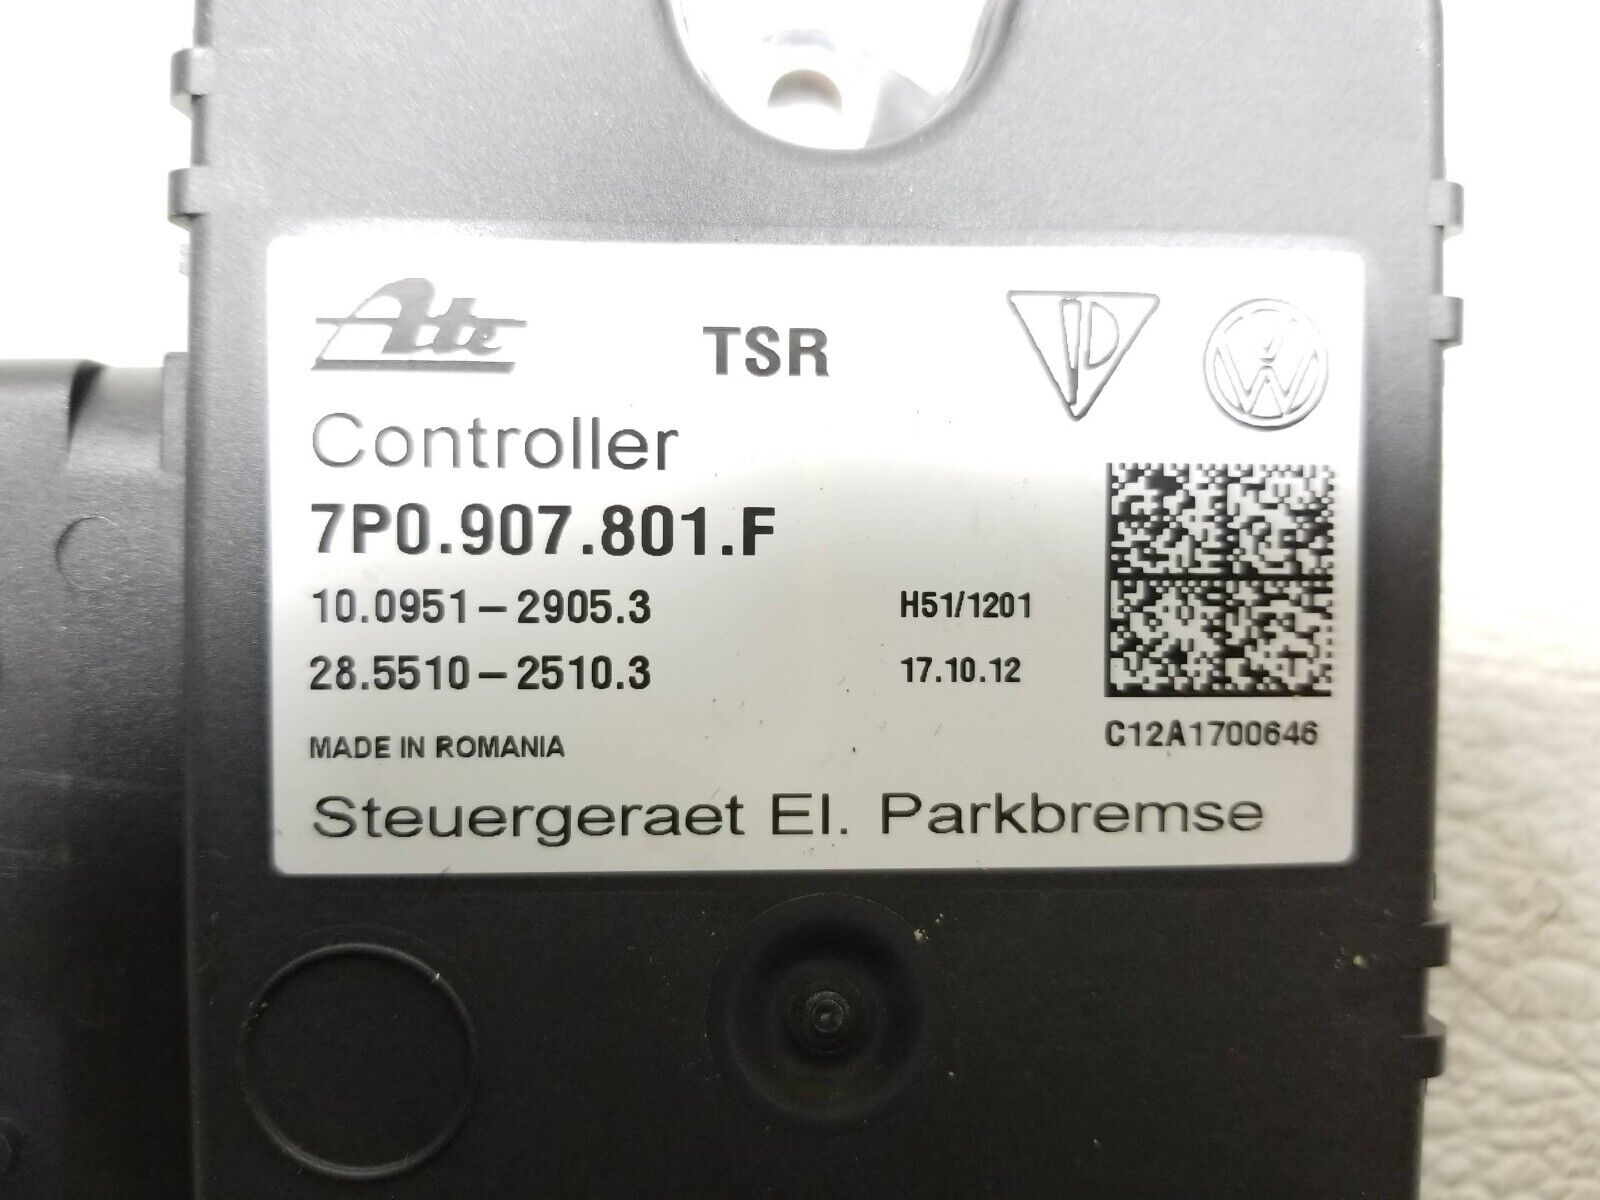 Ate TSR
Controller
7P0.907.801.F
10.0951-2905.3 H51/1201
28.5510-2510.3 17.10.12
MADE IN ROMANIA C12A1700646
Steuergeraet El. Parkbremse